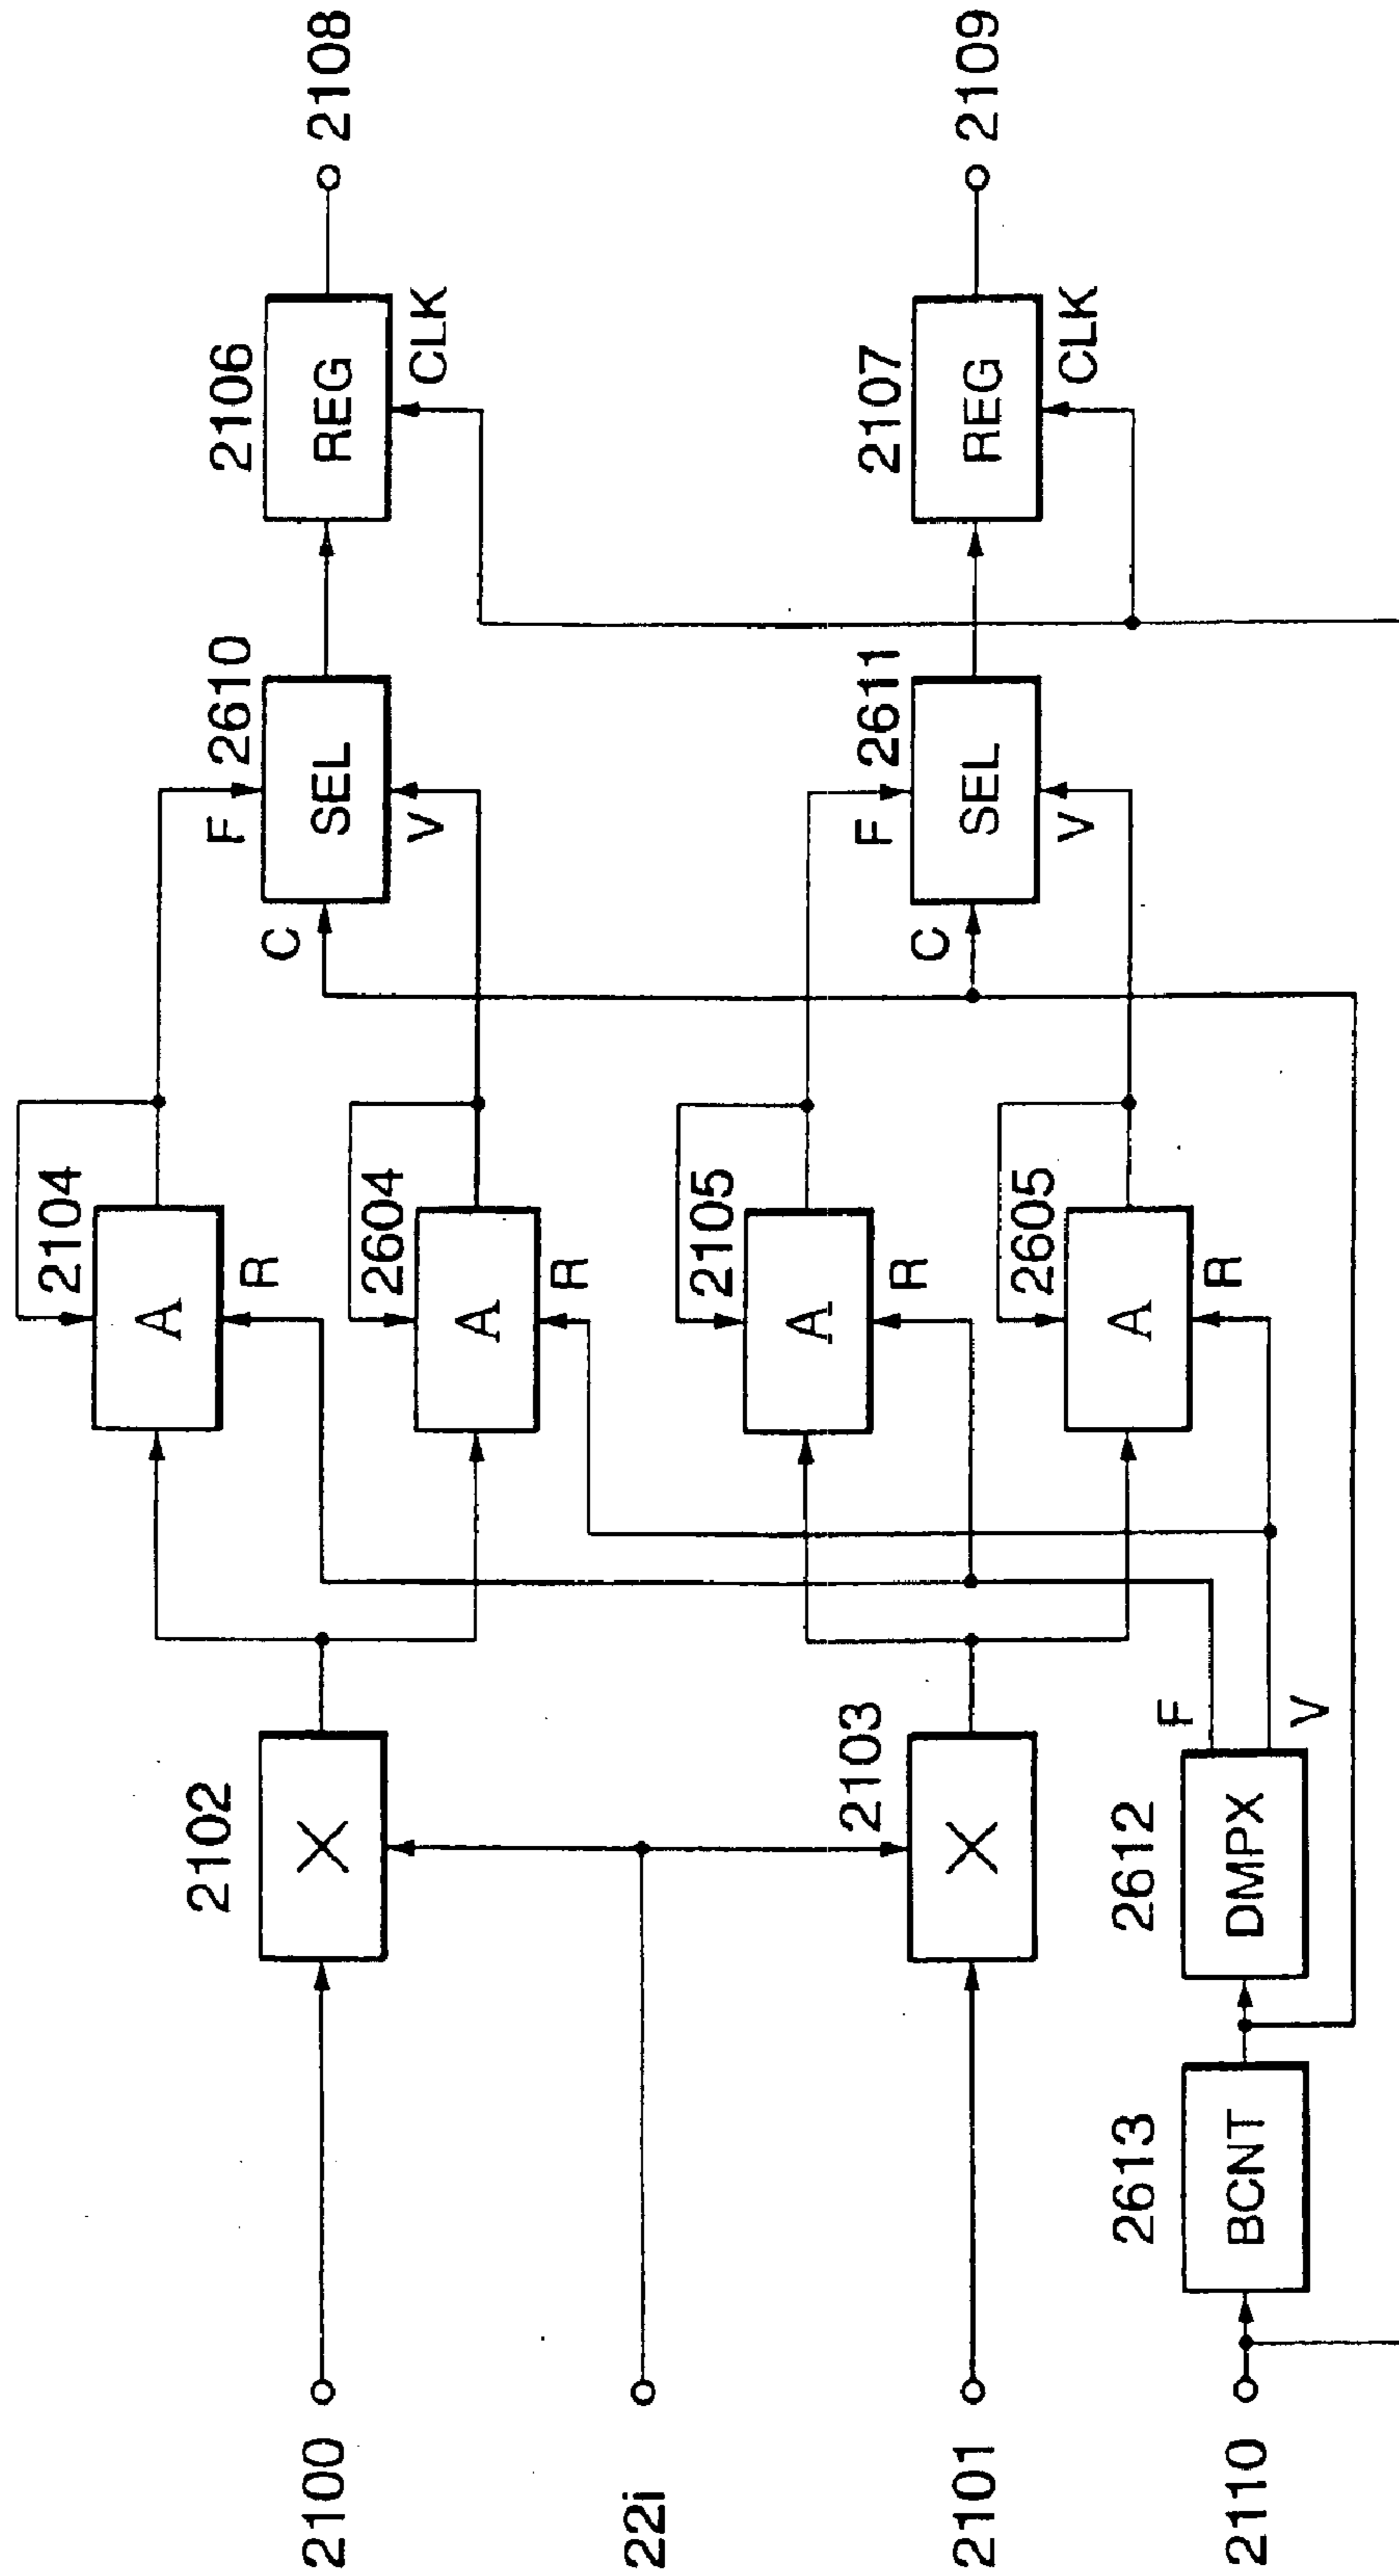 2100
22i
2101
2110
2102
X
2103
X
2613
BCNT
2612
DMPX
F
V
2104
A
R
2604
A
R
2105
A
R
2605
A
R
F
2610
C
SEL
V
F
2611
C
SEL
V
2106
REG
CLK
2107
REG
CLK
2108
2109